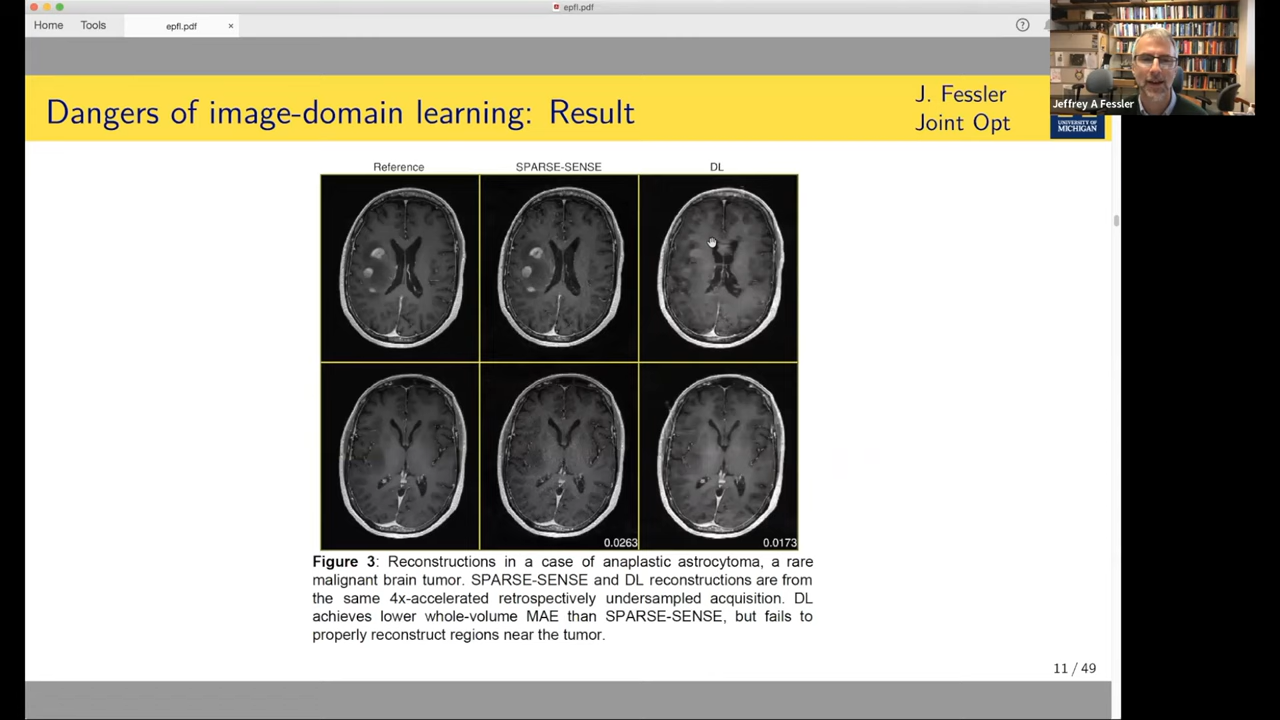 epfl.pdf
Home Tools epfl.pdf ×
?
Dangers of image-domain learning: Result
J. Fessler
Joint Opt
Jeffrey A Fessler
UNIVERSITY OF
MICHIGAN
Reference SPARSE-SENSE DL
0.0263 0.0173
Figure 3: Reconstructions in a case of anaplastic astrocytoma, a rare
malignant brain tumor. SPARSE-SENSE and DL reconstructions are from
the same 4x-accelerated retrospectively undersampled acquisition. DL
achieves lower whole-volume MAE than SPARSE-SENSE, but fails to
properly reconstruct regions near the tumor.
11 / 49